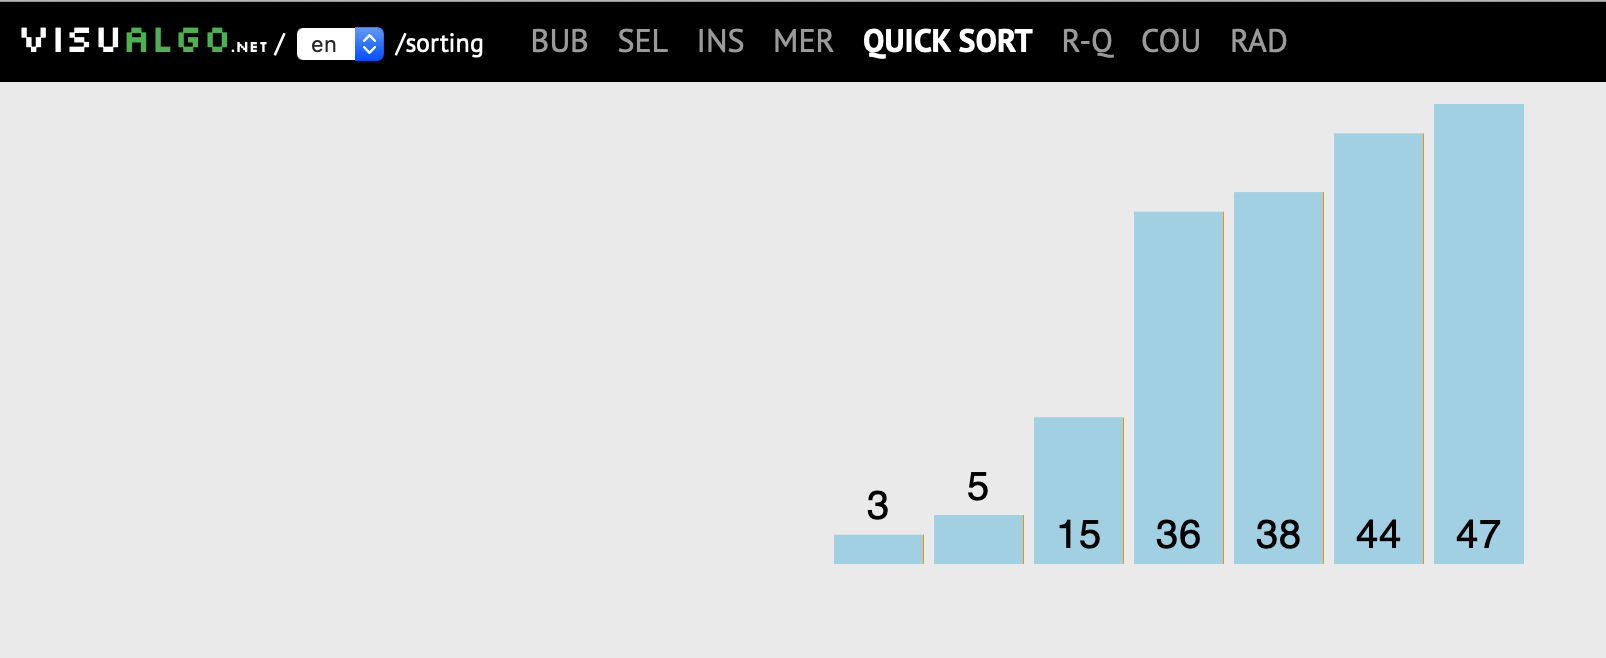 VISUALGO.NET / en /sorting BUB SEL INS MER QUICK SORT R-Q COU RAD
3 5 15 36 38 44 47